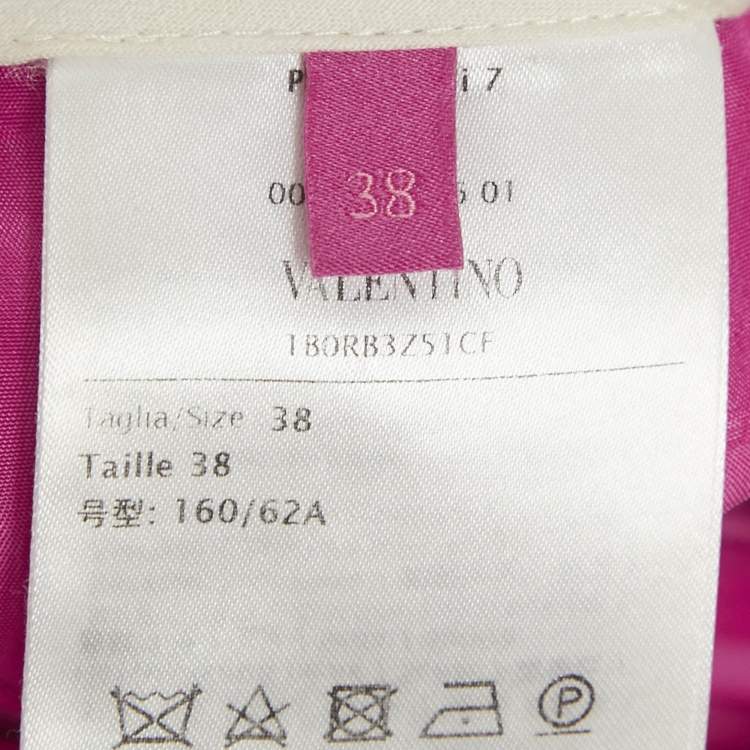 38
VALENTINO
1B0RB3Z51CF
Taglia/Size 38
Taille 38
号型: 160/62A
P